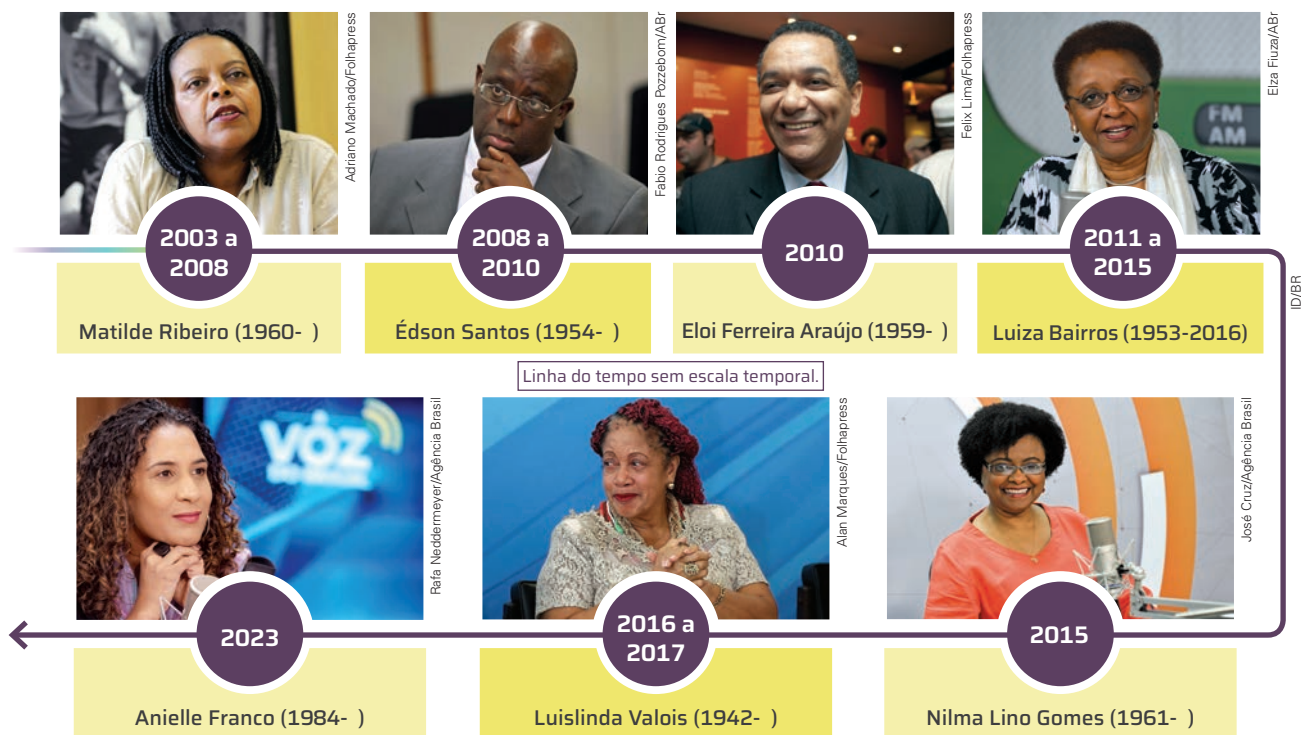 Adriano Machado/Folhapress
Fabio Rodrigues Pozzebom/ABr
Felix Lima/Folhapress
Elza Fiuza/ABr
FM
AM
2003 a
2008
2008 a
2010
2010
2011 a
2015
Matilde Ribeiro (1960- )
Édson Santos (1954- )
Eloi Ferreira Araújo (1959- )
Luiza Bairros (1953-2016)
ID/BR
Linha do tempo sem escala temporal.
VOZ
Rafa Neddermeyer/Agência Brasil
Alan Marques/Folhapress
José Cruz/Agência Brasil
2023
2016 a
2017
2015
Anielle Franco (1984- )
Luislinda Valois (1942- )
Nilma Lino Gomes (1961- )